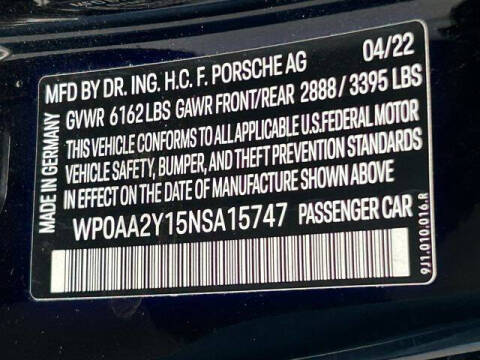 MFD BY DR. ING. H.C. F. PORSCHE AG 04/22
GVWR 6162 LBS GAWR FRONT/REAR 2888 / 3395 LBS
THIS VEHICLE CONFORMS TO ALL APPLICABLE U.S.FEDERAL MOTOR
VEHICLE SAFETY, BUMPER, AND THEFT PREVENTION STANDARDS
IN EFFECT ON THE DATE OF MANUFACTURE SHOWN ABOVE
WP0AA2Y15NSA15747 PASSENGER CAR
MADE IN GERMANY
9J1.010.016.R